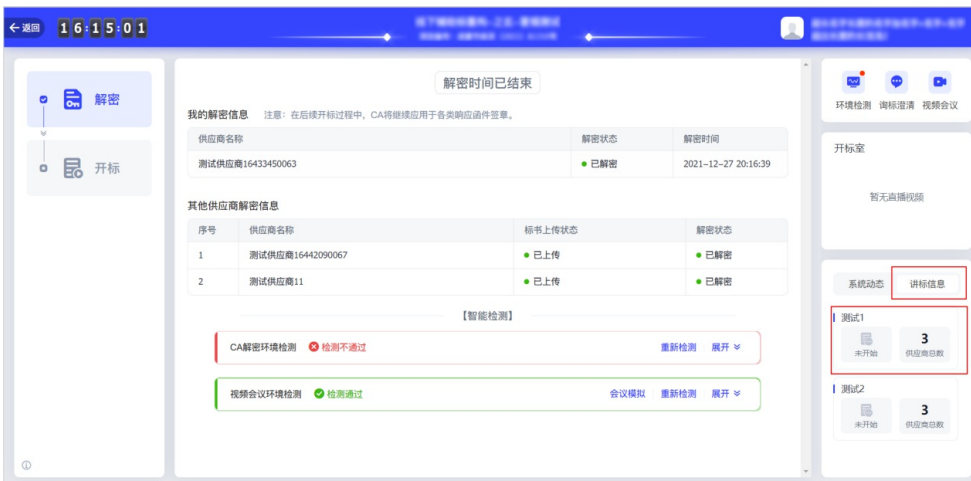 返回 16:15:01
解密
开标
解密时间已结束
我的解密信息 注意：在后续开标过程中，CA将继续应用于各类响应函件签章。
供应商名称 解密状态 解密时间
测试供应商16433450063 已解密 2021-12-27 20:16:39
其他供应商解密信息
序号 供应商名称 标书上传状态 解密状态
1 测试供应商16442090067 已上传 已解密
2 测试供应商11 已上传 已解密
【智能检测】
CA解密环境检测 检测不通过 重新检测 展开
视频会议环境检测 检测通过 会议模拟 重新检测 展开
环境检测 询标澄清 视频会议
开标室
暂无直播视频
系统动态 讲标信息
测试1
3
未开始 供应商总数
测试2
3
未开始 供应商总数